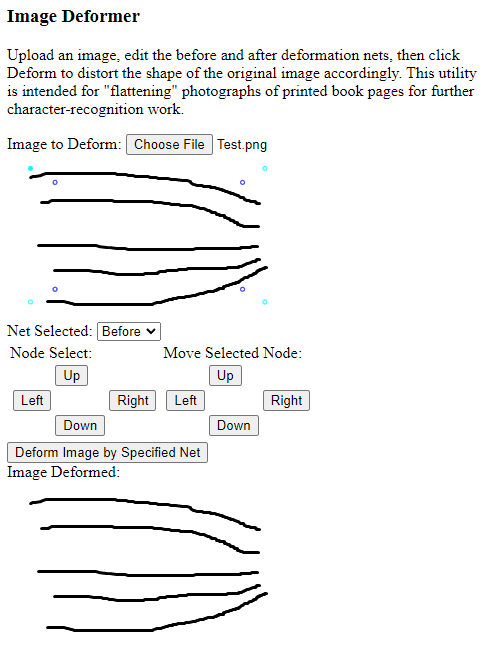 Image Deformer
Upload an image, edit the before and after deformation nets, then click
Deform to distort the shape of the original image accordingly. This utility
is intended for "flattening" photographs of printed book pages for further
character-recognition work.
Image to Deform: Choose File Test.png
Net Selected: Before
Node Select: Move Selected Node:
Up Up
Left Right Left Right
Down Down
Deform Image by Specified Net
Image Deformed: